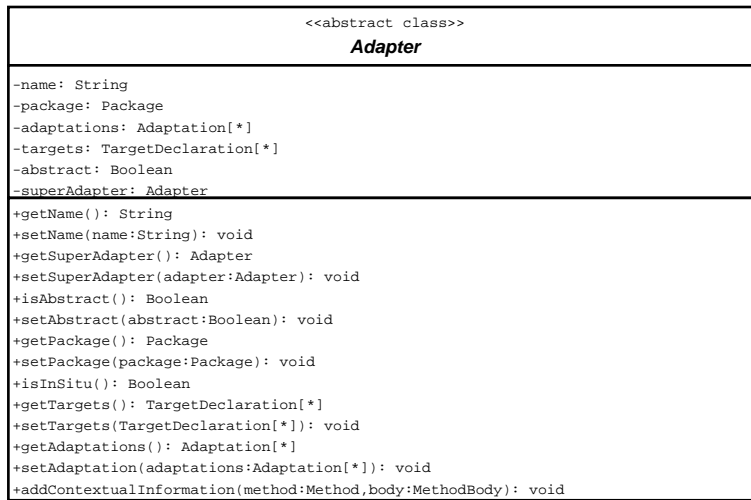 <<abstract class>>
Adapter
-name: String
-package: Package
-adaptations: Adaptation[*]
-targets: TargetDeclaration[*]
-abstract: Boolean
-superAdapter: Adapter
+getName(): String
+setName(name:String): void
+getSuperAdapter(): Adapter
+setSuperAdapter(adapter:Adapter): void
+isAbstract(): Boolean
+setAbstract(abstract:Boolean): void
+getPackage(): Package
+setPackage(package:Package): void
+isInSitu(): Boolean
+getTargets(): TargetDeclaration[*]
+setTargets(TargetDeclaration[*]): void
+getAdaptations(): Adaptation[*]
+setAdaptation(adaptations:Adaptation[*]): void
+addContextualInformation(method:Method,body:MethodBody): void